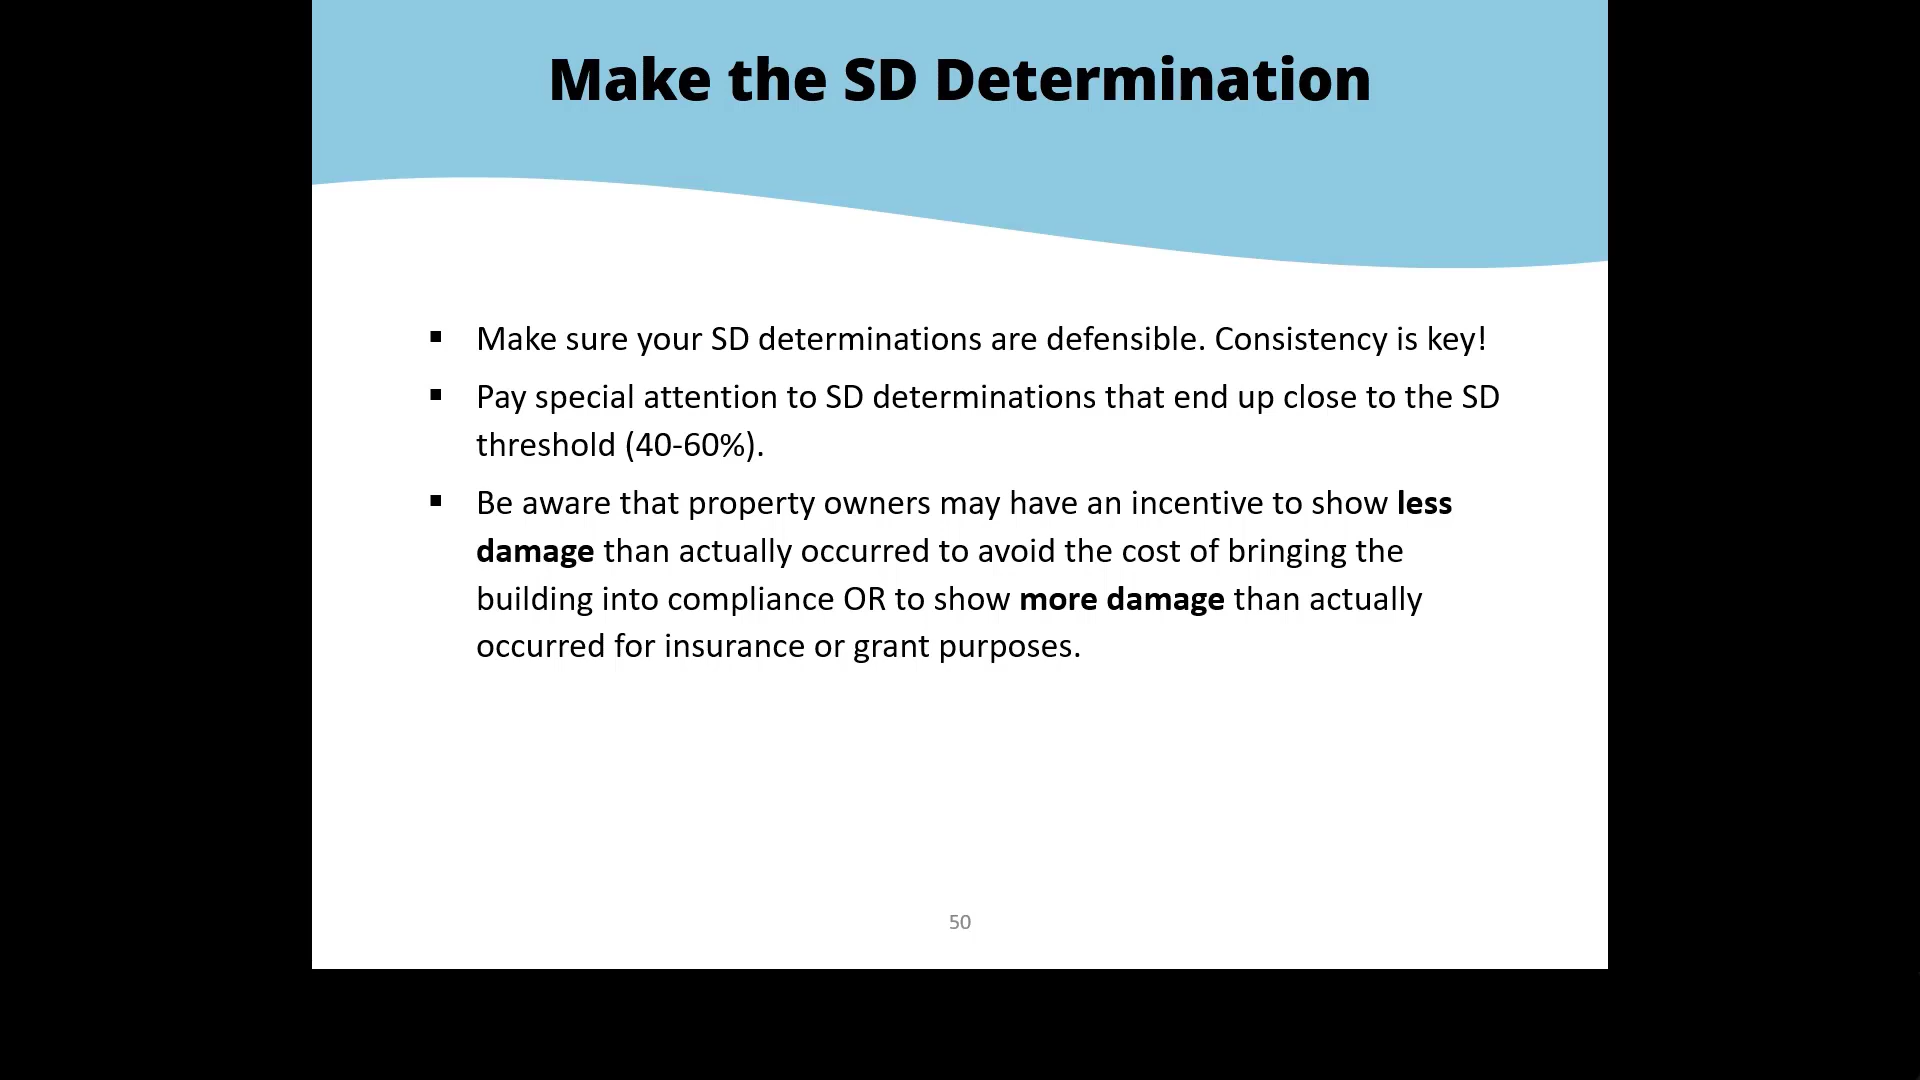 Make the SD Determination
▪ Make sure your SD determinations are defensible. Consistency is key!
▪ Pay special attention to SD determinations that end up close to the SD
threshold (40-60%).
▪ Be aware that property owners may have an incentive to show less
damage than actually occurred to avoid the cost of bringing the
building into compliance OR to show more damage than actually
occurred for insurance or grant purposes.
50